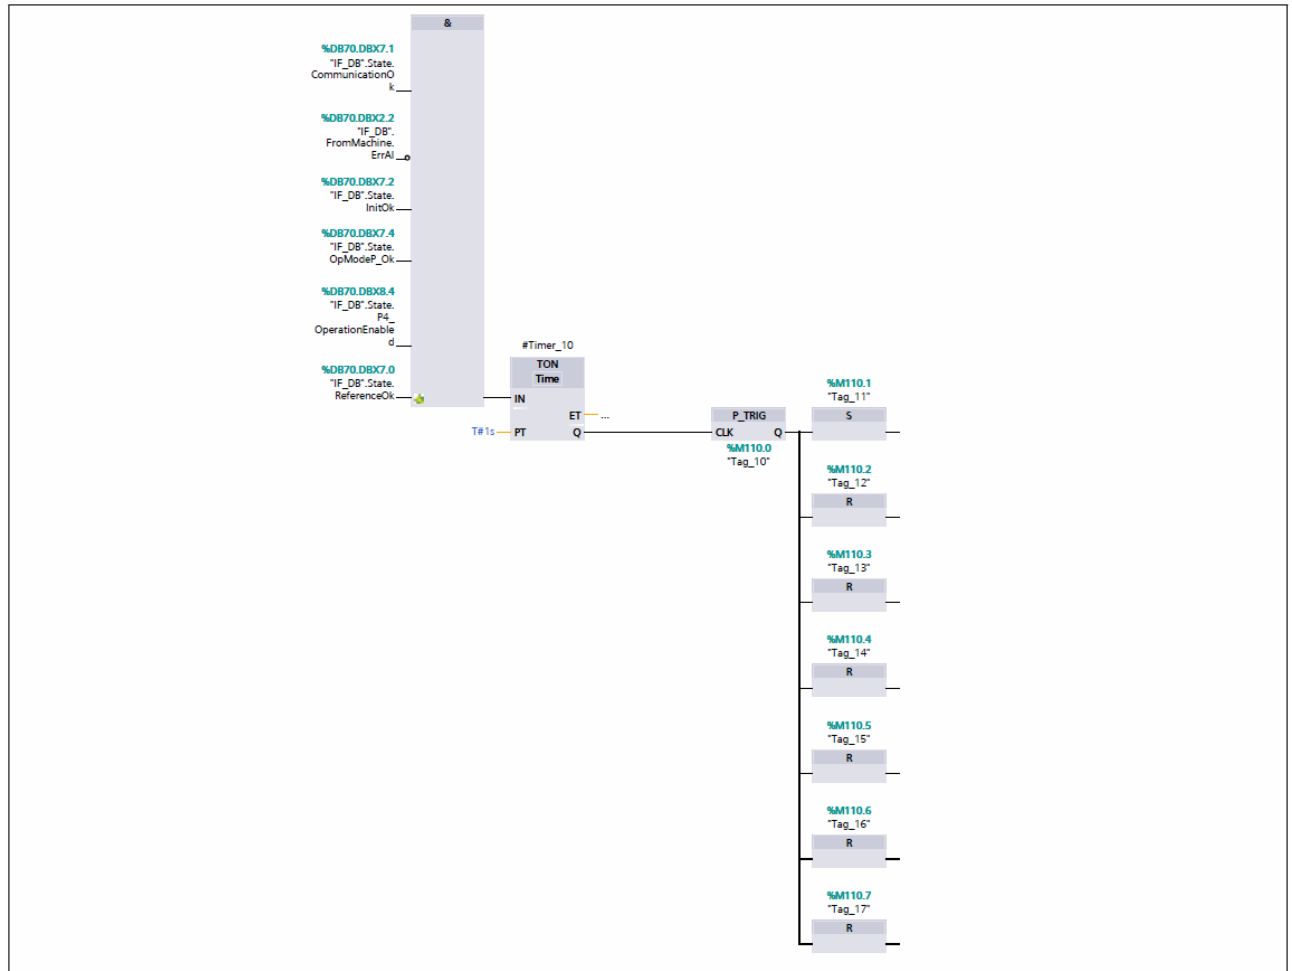 &
%DB70.DBX7.1
"IF_DB".State.
CommunicationO
k
%DB70.DBX2.2
"IF_DB".
FromMachine.
ErrAl
%DB70.DBX7.2
"IF_DB".State.
InitOk
%DB70.DBX7.4
"IF_DB".State.
OpModeP_Ok
%DB70.DBX8.4
"IF_DB".State.
P4_
OperationEnable
d
%DB70.DBX7.0
"IF_DB".State.
ReferenceOk
#Timer_10
TON
Time
IN
ET ...
T#1s PT Q
P_TRIG
CLK Q
%M110.0
"Tag_10"
%M110.1
"Tag_11"
S
%M110.2
"Tag_12"
R
%M110.3
"Tag_13"
R
%M110.4
"Tag_14"
R
%M110.5
"Tag_15"
R
%M110.6
"Tag_16"
R
%M110.7
"Tag_17"
R